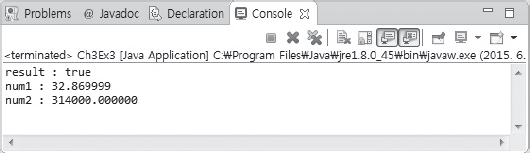 Problems @ Javadoc Declaration Console
<terminated> Ch3Ex3 [Java Application] C:₩Program Files₩Java₩jre1.8.0_45₩bin₩javaw.exe (2015. 6.
result : true
num1 : 32.869999
num2 : 314000.000000